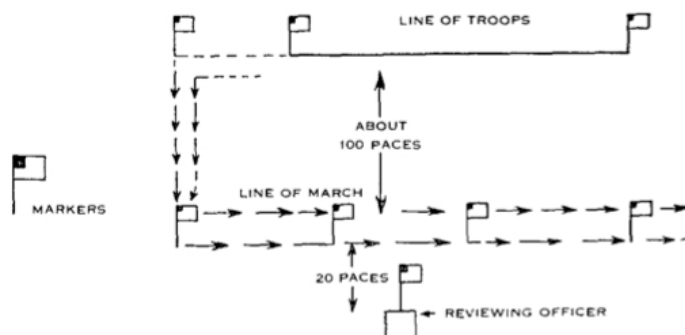 LINE OF TROOPS
ABOUT
100 PACES
LINE OF MARCH
MARKERS
20 PACES
REVIEWING OFFICER